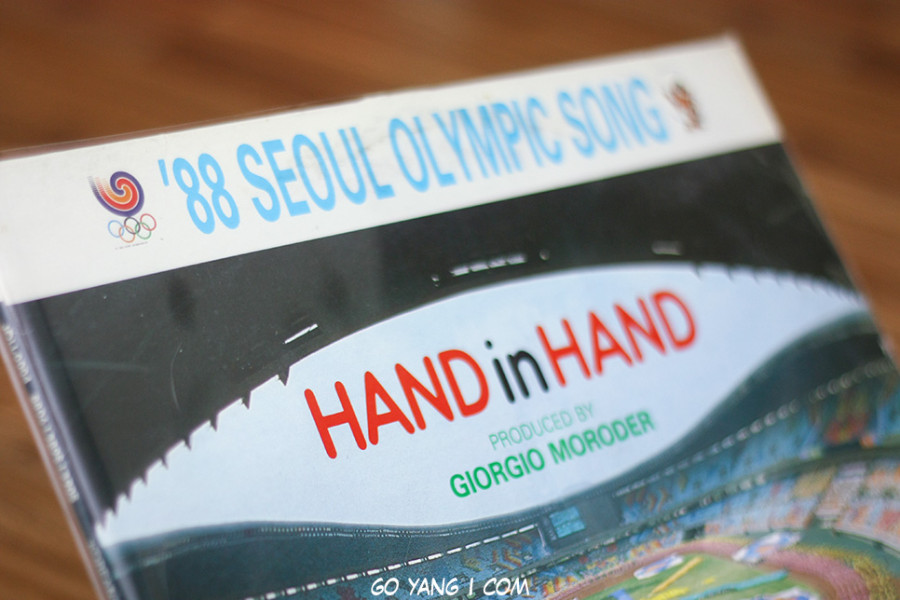 '88 SEOUL OLYMPIC SONG
HAND in HAND
PRODUCED BY
GIORGIO MORODER
GO YANG I COM